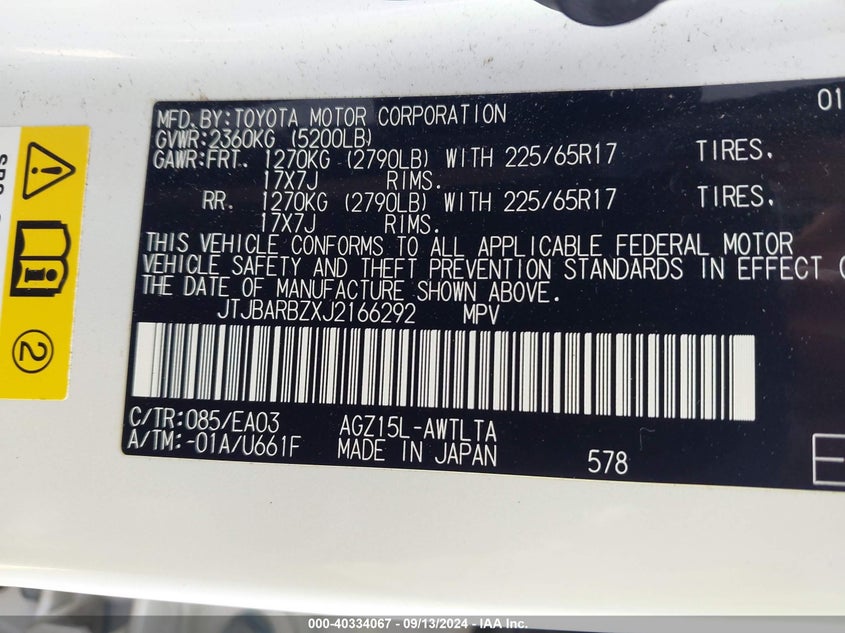 MFD.BY:TOYOTA MOTOR CORPORATION 01
GVWR:2360KG (5200LB)
GAWR:FRT. 1270KG (2790LB) WITH 225/65R17 TIRES.
17X7J RIMS.
RR. 1270KG (2790LB) WITH 225/65R17 TIRES.
17X7J RIMS.
THIS VEHICLE CONFORMS TO ALL APPLICABLE FEDERAL MOTOR
VEHICLE SAFETY AND THEFT PREVENTION STANDARDS IN EFFECT
THE DATE OF MANUFACTURE SHOWN ABOVE.
JTJBARBZXJ2166292 MPV
C/TR:085/EA03 AGZ15L-AWTLTA
A/TM:-01A/U661F MADE IN JAPAN 578
2
000-40334067 - 09/13/2024 - IAA Inc.